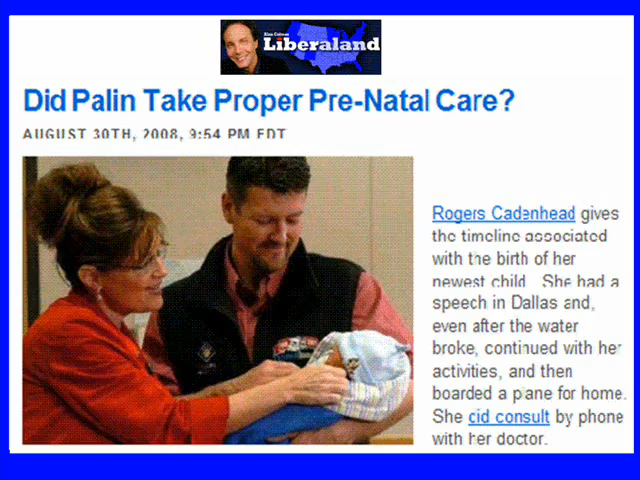 Alan Colmes'
Liberaland
Did Palin Take Proper Pre-Natal Care?
AUGUST 30TH, 2008, 9:54 PM EDT
Rogers Cadenhead gives
the timeline associated
with the birth of her
newest child. She had a
speech in Dallas and,
even after the water
broke, continued with her
activities, and then
boarded a plane for home.
She did consult by phone
with her doctor.